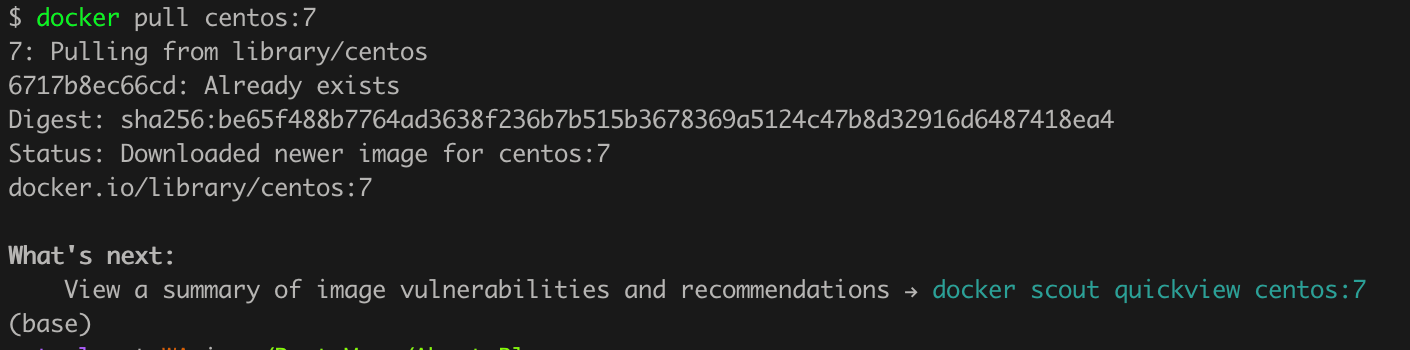 $ docker pull centos:7
7: Pulling from library/centos
6717b8ec66cd: Already exists
Digest: sha256:be65f488b7764ad3638f236b7b515b3678369a5124c47b8d32916d6487418ea4
Status: Downloaded newer image for centos:7
docker.io/library/centos:7
What's next:
    View a summary of image vulnerabilities and recommendations → docker scout quickview centos:7
(base)